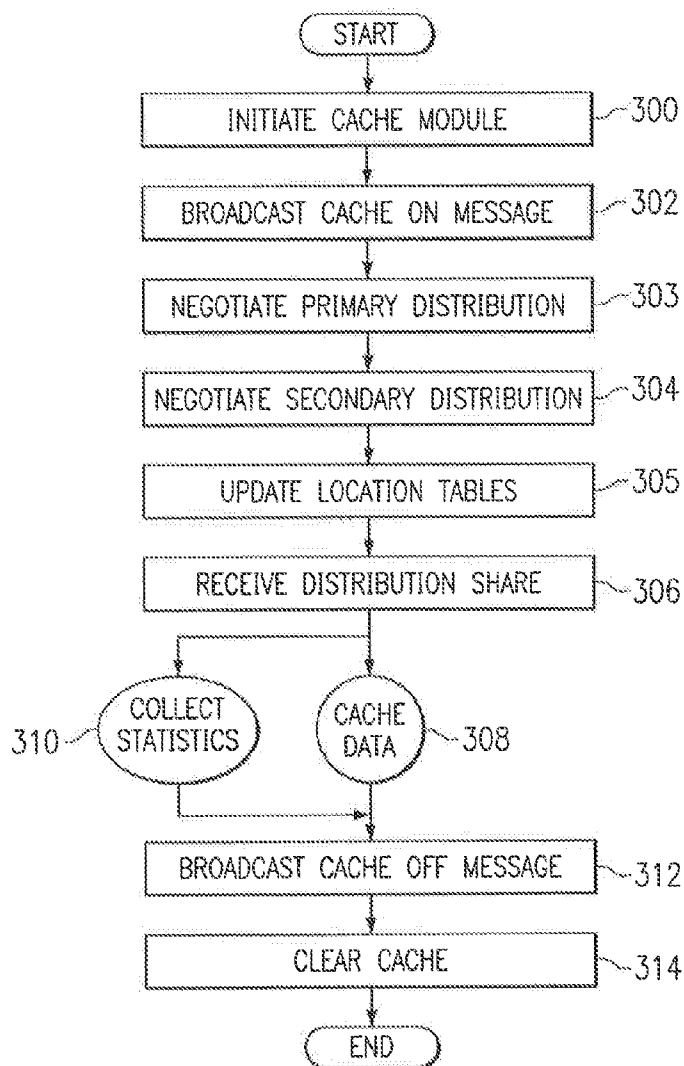 START
INITIATE CACHE MODULE
300
BROADCAST CACHE ON MESSAGE
302
NEGOTIATE PRIMARY DISTRIBUTION
303
NEGOTIATE SECONDARY DISTRIBUTION
304
UPDATE LOCATION TABLES
305
RECEIVE DISTRIBUTION SHARE
306
310
COLLECT
STATISTICS
CACHE
DATA
308
BROADCAST CACHE OFF MESSAGE
312
CLEAR CACHE
314
END